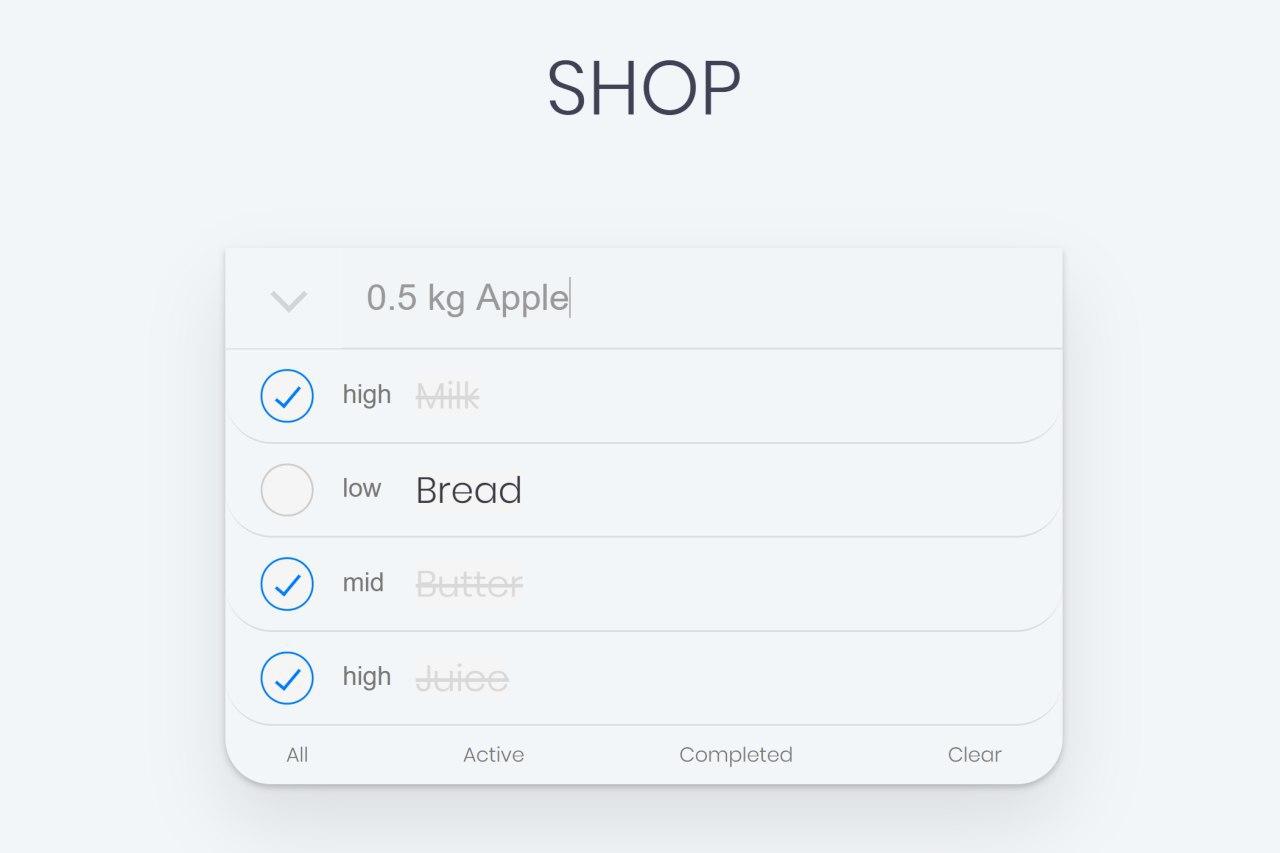 SHOP
0.5 kg Apple
high Milk
low Bread
mid Butter
high Juice
All Active Completed Clear